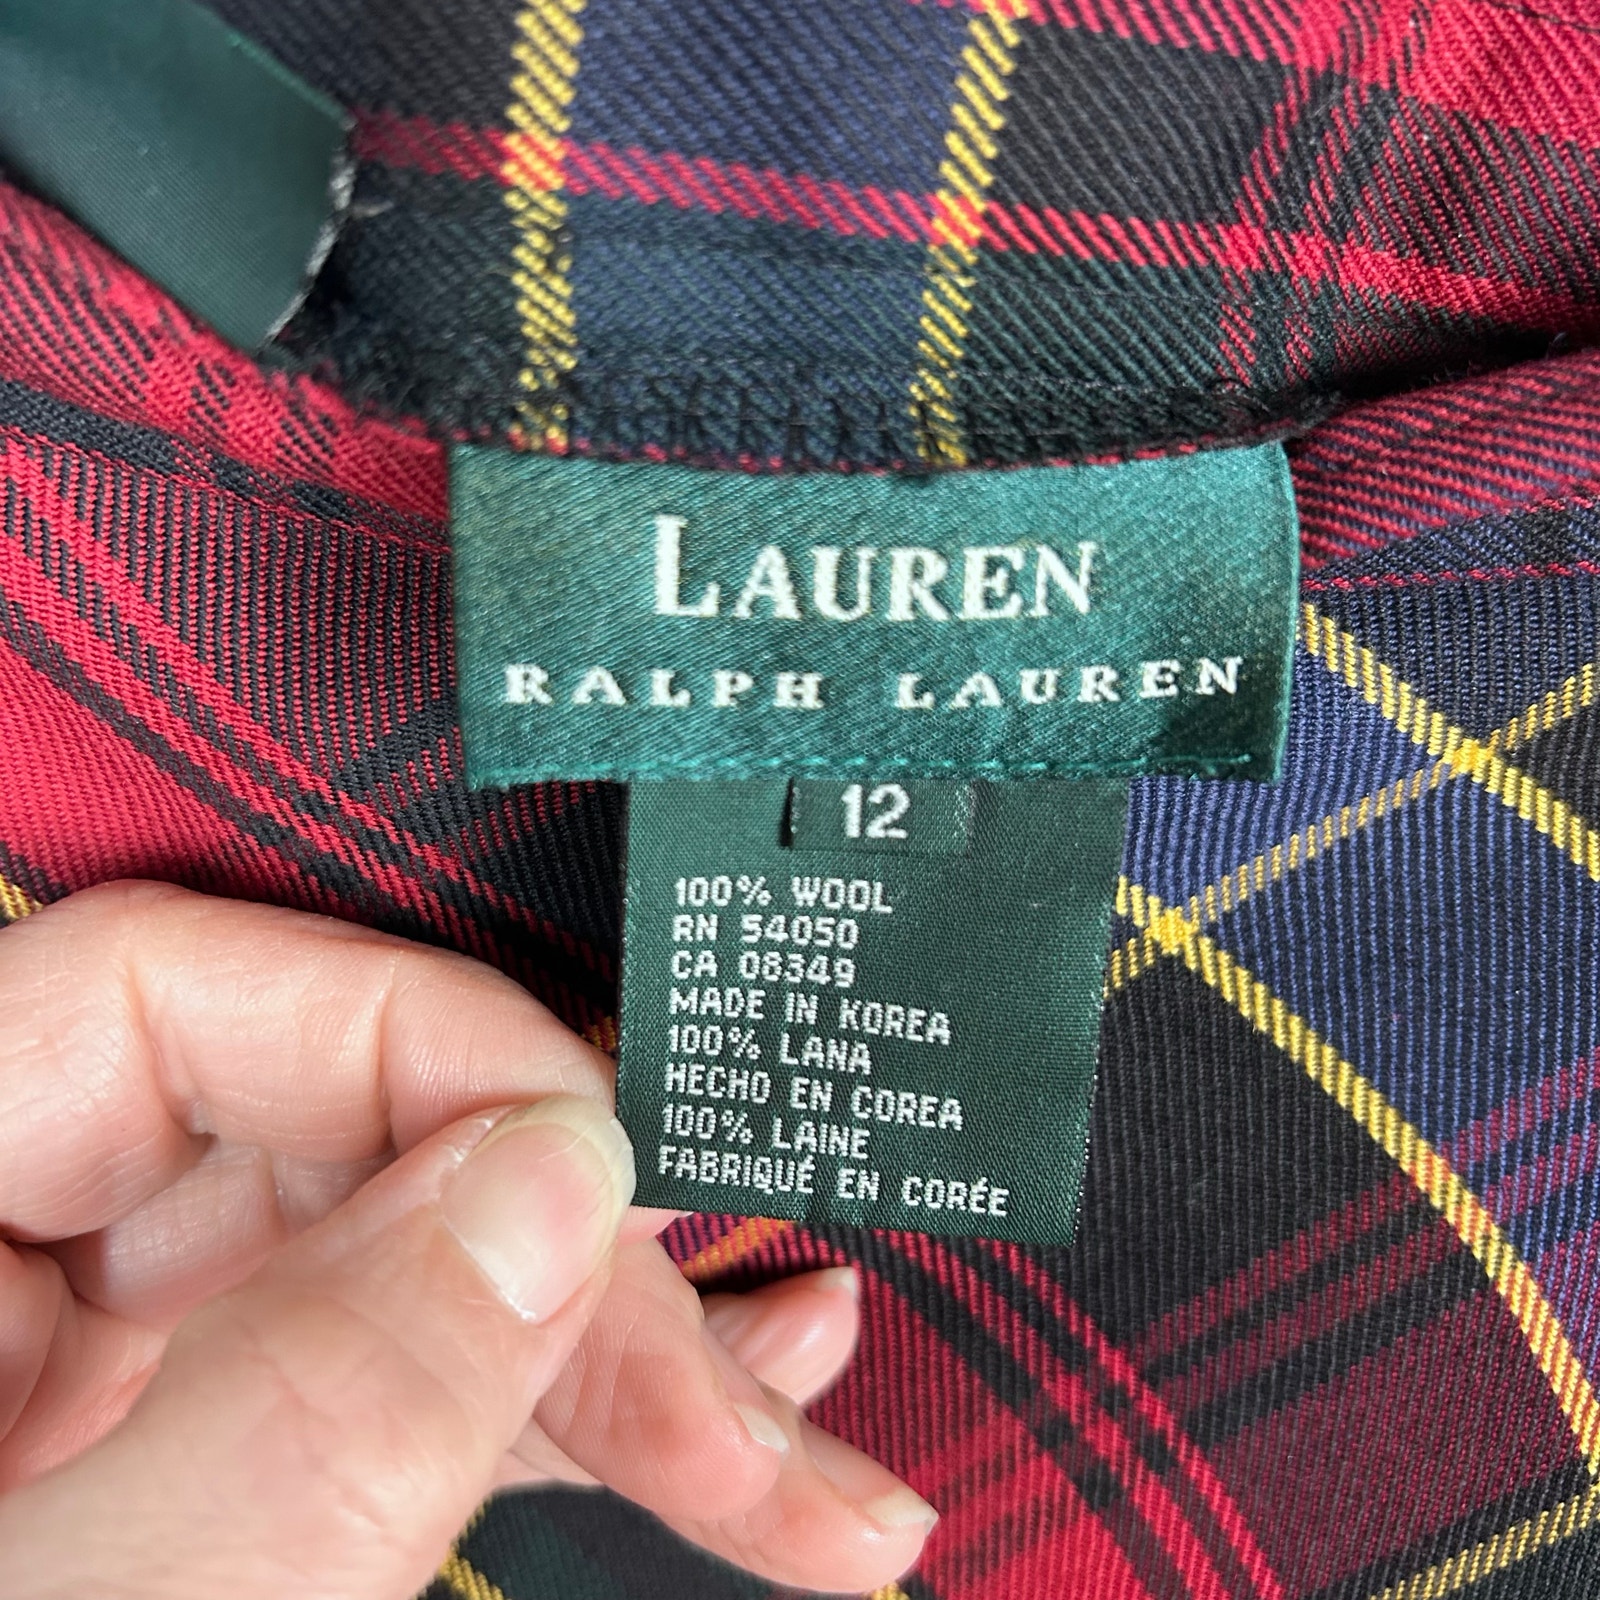 LAUREN
RALPH LAUREN
12
100% WOOL
RN 54050
CA 08349
MADE IN KOREA
100% LANA
HECHO EN COREA
100% LAINE
FABRIQUÉ EN CORÉE